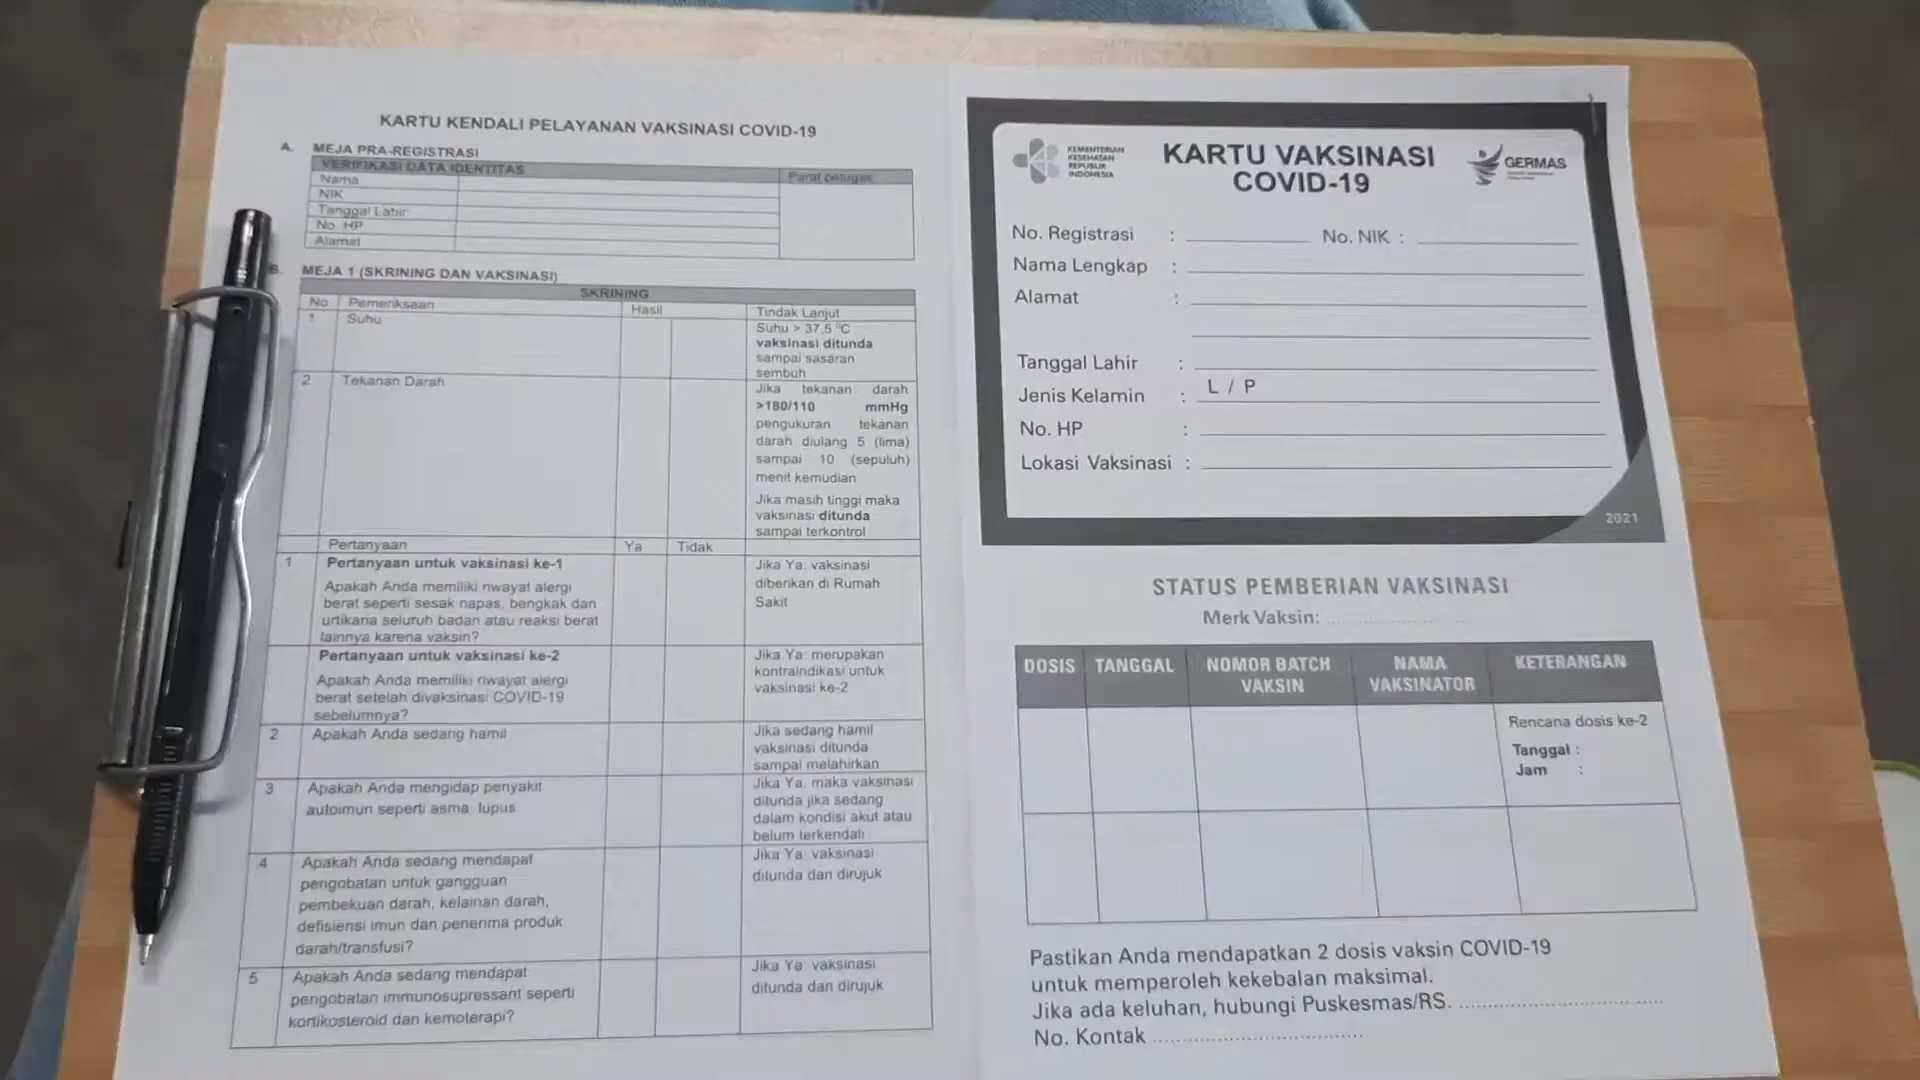 KARTU KENDALI PELAYANAN VAKSINASI COVID-19
A. MEJA PRA-REGISTRASI
VERIFIKASI DATA IDENTITAS
Paraf petugas
Nama
NIK
Tanggal Lahir
No. HP
Alamat
B. MEJA 1 (SKRINING DAN VAKSINASI)
SKRINING
No Pemeriksaan Hasil Tindak Lanjut
1 Suhu
Suhu > 37,5 °C
vaksinasi ditunda
sampai sasaran
sembuh
2 Tekanan Darah
Jika tekanan darah
>180/110 mmHg
pengukuran tekanan
darah diulang 5 (lima)
sampai 10 (sepuluh)
menit kemudian
Jika masih tinggi maka
vaksinasi ditunda
sampai terkontrol
Pertanyaan Ya Tidak
1 Pertanyaan untuk vaksinasi ke-1
Apakah Anda memiliki riwayat alergi
berat seperti sesak napas, bengkak dan
urtikaria seluruh badan atau reaksi berat
lainnya karena vaksin?
Jika Ya: vaksinasi
diberikan di Rumah
Sakit
Pertanyaan untuk vaksinasi ke-2
Apakah Anda memiliki riwayat alergi
berat setelah divaksinasi COVID-19
sebelumnya?
Jika Ya: merupakan
kontraindikasi untuk
vaksinasi ke-2
2 Apakah Anda sedang hamil
Jika sedang hamil
vaksinasi ditunda
sampai melahirkan
3 Apakah Anda mengidap penyakit
autoimun seperti asma, lupus.
Jika Ya, maka vaksinasi
ditunda jika sedang
dalam kondisi akut atau
belum terkendali
4 Apakah Anda sedang mendapat
pengobatan untuk gangguan
pembekuan darah, kelainan darah,
defisiensi imun dan penerima produk
darah/transfusi?
Jika Ya: vaksinasi
ditunda dan dirujuk
5 Apakah Anda sedang mendapat
pengobatan immunosupressant seperti
kortikosteroid dan kemoterapi?
Jika Ya: vaksinasi
ditunda dan dirujuk
KEMENTERIAN
KESEHATAN
REPUBLIK
INDONESIA
KARTU VAKSINASI
COVID-19
GERMAS
No. Registrasi : No. NIK :
Nama Lengkap :
Alamat :
Tanggal Lahir :
Jenis Kelamin : L / P
No. HP :
Lokasi Vaksinasi :
2021
STATUS PEMBERIAN VAKSINASI
Merk Vaksin:
DOSIS TANGGAL NOMOR BATCH VAKSIN NAMA VAKSINATOR KETERANGAN
Rencana dosis ke-2
Tanggal :
Jam :
Pastikan Anda mendapatkan 2 dosis vaksin COVID-19
untuk memperoleh kekebalan maksimal.
Jika ada keluhan, hubungi Puskesmas/RS.
No. Kontak